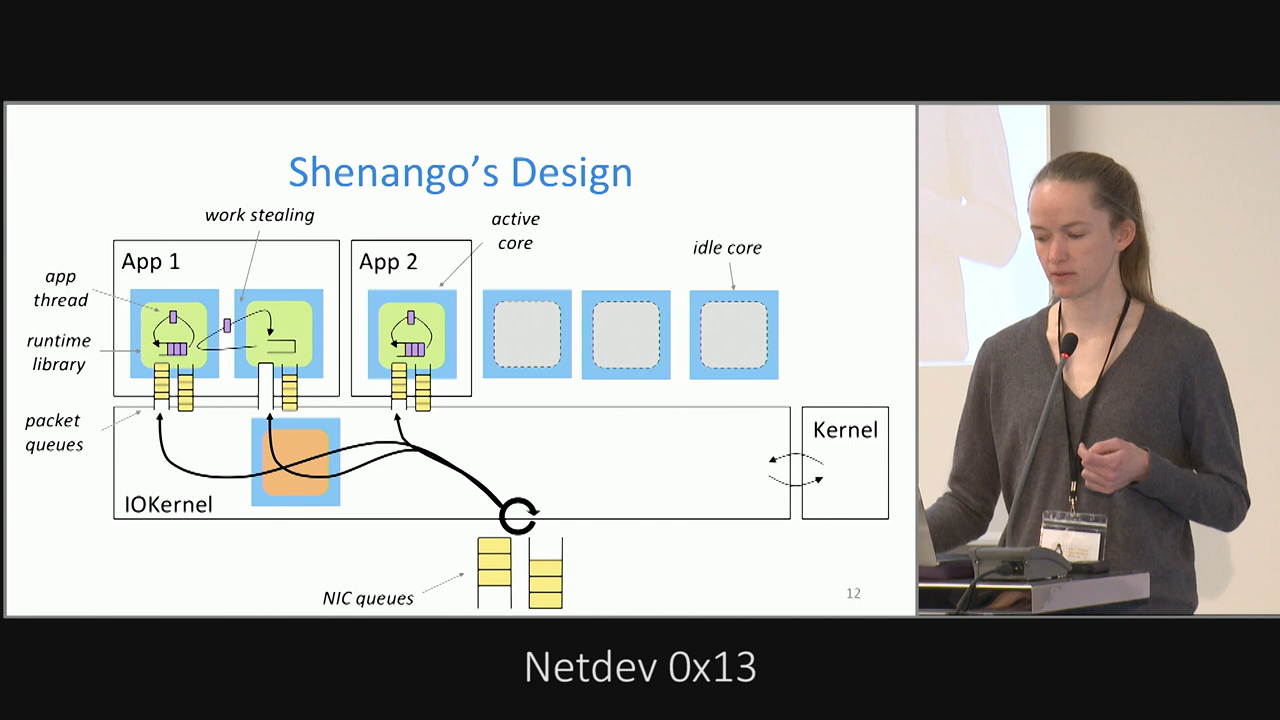 Shenango's Design
work stealing
active
core
idle core
App 1
App 2
app
thread
runtime
library
packet
queues
Kernel
IOKernel
NIC queues
12
Netdev 0x13